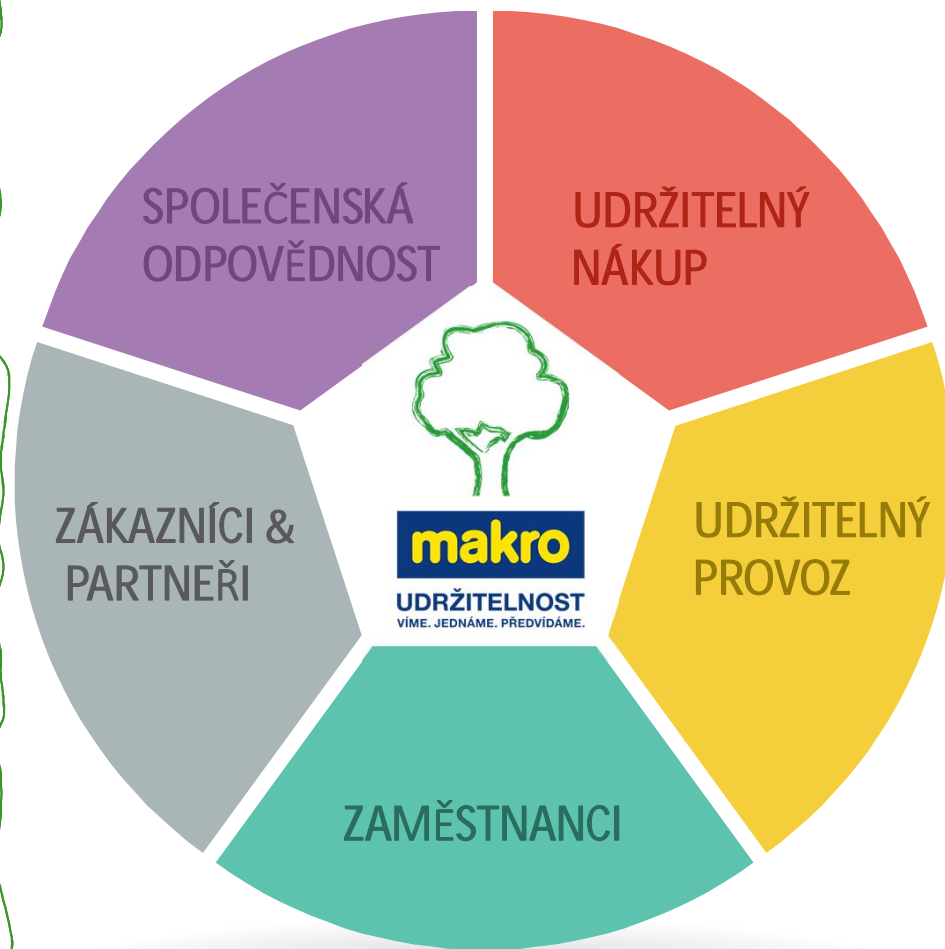 SPOLEČENSKÁ
ODPOVĚDNOST
UDRŽITELNÝ
NÁKUP
ZÁKAZNÍCI &
PARTNEŘI
makro
UDRŽITELNOST
VÍME. JEDNÁME. PŘEDVÍDÁME.
UDRŽITELNÝ
PROVOZ
ZAMĚSTNANCI